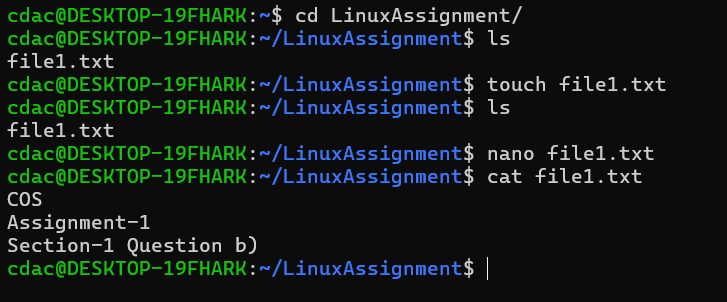 cdac@DESKTOP-19FHARK:~$ cd LinuxAssignment/
cdac@DESKTOP-19FHARK:~/LinuxAssignment$ ls
file1.txt
cdac@DESKTOP-19FHARK:~/LinuxAssignment$ touch file1.txt
cdac@DESKTOP-19FHARK:~/LinuxAssignment$ ls
file1.txt
cdac@DESKTOP-19FHARK:~/LinuxAssignment$ nano file1.txt
cdac@DESKTOP-19FHARK:~/LinuxAssignment$ cat file1.txt
COS
Assignment-1
Section-1 Question b)
cdac@DESKTOP-19FHARK:~/LinuxAssignment$